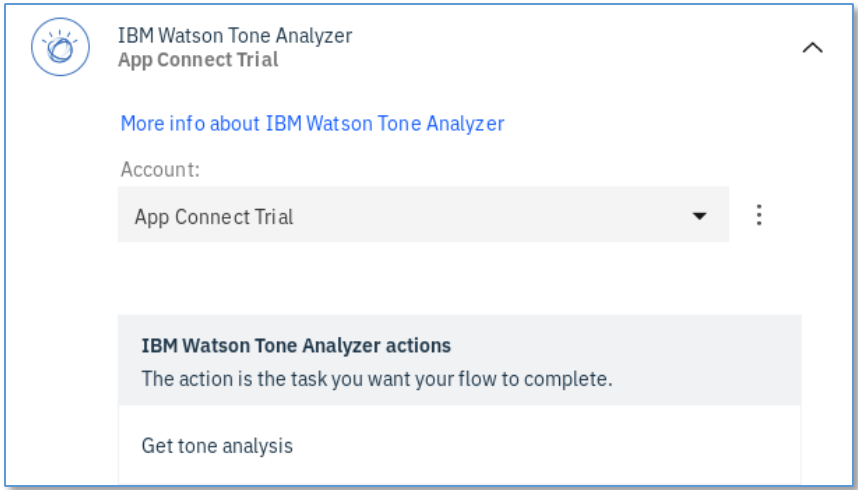 IBM Watson Tone Analyzer
App Connect Trial
More info about IBM Watson Tone Analyzer
Account:
App Connect Trial
IBM Watson Tone Analyzer actions
The action is the task you want your flow to complete.
Get tone analysis